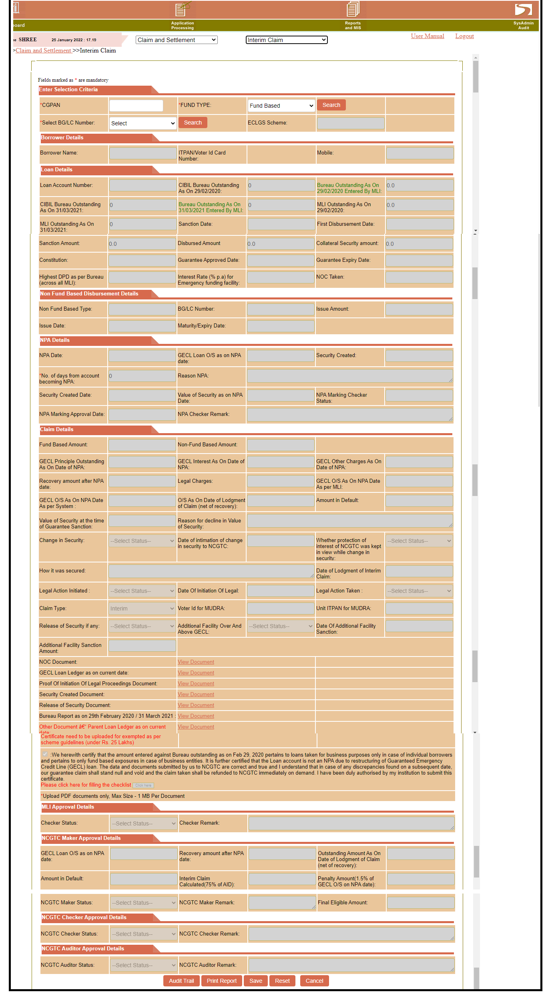 board
Application
Processing
Reports
and MIS
SysAdmin
Audit
SHREE
25 January 2022 : 17.19
Claim and Settlement
Interim Claim
User Manual
Logout
>Claim and Settlement >>Interim Claim
Fields marked as * are mandatory
Enter Selection Criteria
*CGPAN
*FUND TYPE:
Fund Based
Search
*Select BG/LC Number:
Select
Search
ECLGS Scheme:
Borrower Details
Borrower Name:
ITPAN/Voter Id Card
Number:
Mobile:
Loan Details
Loan Account Number:
CIBIL Bureau Outstanding
As On 29/02/2020:
0
Bureau Outstanding As On
29/02/2020 Entered By MLI:
0.0
CIBIL Bureau Outstanding
As On 31/03/2021:
0
Bureau Outstanding As On
31/03/2021 Entered By MLI:
0
MLI Outstanding As On
29/02/2020:
0.0
MLI Outstanding As On
31/03/2021:
0
Sanction Date:
First Disbursement Date:
Sanction Amount:
0.0
Disbursed Amount
0.0
Collateral Security amount:
0.0
Constitution:
Guarantee Approved Date:
Guarantee Expiry Date:
Highest DPD as per Bureau
(across all MLI):
Interest Rate (% p.a) for
Emergency funding facility:
NOC Taken:
Non Fund Based Disbursement Details
Non Fund Based Type:
BG/LC Number:
Issue Amount:
Issue Date:
Maturity/Expiry Date:
NPA Details
NPA Date:
GECL Loan O/S as on NPA
date:
Security Created:
*No. of days from account
becoming NPA:
0
Reason NPA:
Security Created Date:
Value of Security as on NPA
Date:
NPA Marking Checker
Status:
NPA Marking Approval Date:
NPA Checker Remark:
Claim Details
Fund Based Amount:
Non-Fund Based Amount:
GECL Principle Outstanding
As On Date of NPA:
GECL Interest As On Date of
NPA:
GECL Other Charges As On
Date of NPA:
Recovery amount after NPA
date:
Legal Charges:
GECL O/S As On NPA Date
As per MLI:
GECL O/S As On NPA Date
As per System :
O/S As On Date of Lodgment
of Claim (net of recovery):
Amount in Default:
Value of Security at the time
of Guarantee Sanction:
Reason for decline in Value
of Security:
Change in Security:
--Select Status--
Date of intimation of change
in security to NCGTC:
Whether protection of
interest of NCGTC was kept
in view while change in
security:
--Select Status--
How it was secured:
Date of Lodgment of Interim
Claim:
Legal Action Initiated :
--Select Status--
Date Of Initiation Of Legal:
Legal Action Taken :
--Select Status--
Claim Type:
Interim
Voter Id for MUDRA:
Unit ITPAN for MUDRA:
Release of Security if any:
--Select Status--
Additional Facility Over And
Above GECL:
--Select Status--
Date Of Additional Facility
Sanction:
Additional Facility Sanction
Amount:
NOC Document:
View Document
GECL Loan Ledger as on current date:
View Document
Proof Of Initiation Of Legal Proceedings Document:
View Document
Security Created Document:
View Document
Release of Security Document:
View Document
Bureau Report as on 29th February 2020 / 31 March 2021 :
View Document
Other Document â€“ Parent Loan Ledger as on current
date:
View Document
Certificate need to be uploaded for exempted as per
scheme guidelines (under Rs. 25 Lakhs)
:We herewith certify that the amount entered against Bureau outstanding as on Feb 29, 2020 pertains to loans taken for business purposes only in case of individual borrowers
and pertains to only fund based exposures in case of business entities. It is further certified that the Loan account is not an NPA due to restructuring of Guaranteed Emergency
Credit Line (GECL) loan. The data and documents submitted by us to NCGTC are correct and true and I understand that in case of any discrepancies found on a subsequent date,
our guarantee claim shall stand null and void and the claim taken shall be refunded to NCGTC immediately on demand. I have been duly authorised by my institution to submit this
certificate.
Please click here for filling the checklist Click here
*Upload PDF documents only, Max Size - 1 MB Per Document
MLI Approval Details
Checker Status:
--Select Status--
Checker Remark:
NCGTC Maker Approval Details
GECL Loan O/S as on NPA
date:
Recovery amount after NPA
date:
Outstanding Amount As On
Date of Lodgment of Claim
(net of recovery):
Amount in Default:
Interim Claim
Calculated(75% of AID):
Penalty Amount(1.5% of
GECL O/S on NPA date):
NCGTC Maker Status:
--Select Status--
NCGTC Maker Remark:
Final Eligible Amount:
NCGTC Checker Approval Details
NCGTC Checker Status:
--Select Status--
NCGTC Checker Remark:
NCGTC Auditor Approval Details
NCGTC Auditor Status:
--Select Status--
NCGTC Auditor Remark:
Audit Trail
Print Report
Save
Reset
Cancel